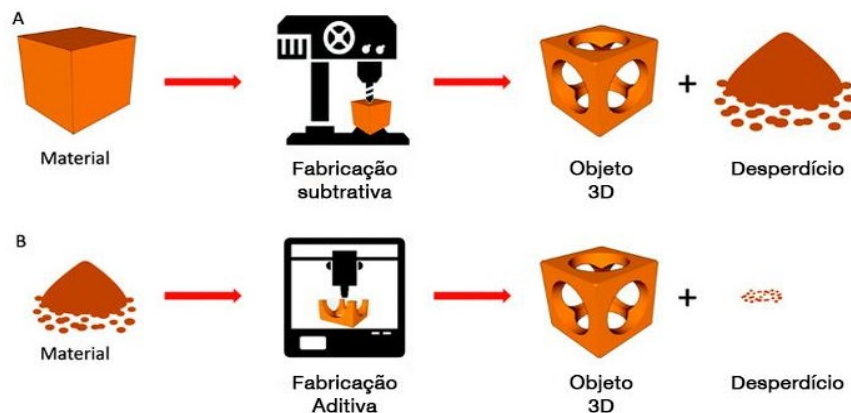 A
Material
Fabricação
subtrativa
Objeto
3D
+
Desperdício
B
Material
Fabricação
Aditiva
Objeto
3D
+
Desperdício